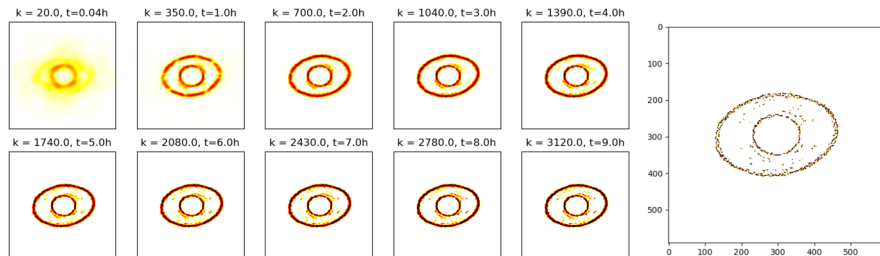 k = 20.0, t=0.04h
k = 350.0, t=1.0h
k = 700.0, t=2.0h
k = 1040.0, t=3.0h
k = 1390.0, t=4.0h
k = 1740.0, t=5.0h
k = 2080.0, t=6.0h
k = 2430.0, t=7.0h
k = 2780.0, t=8.0h
k = 3120.0, t=9.0h
0
100
200
300
400
500
0 100 200 300 400 500